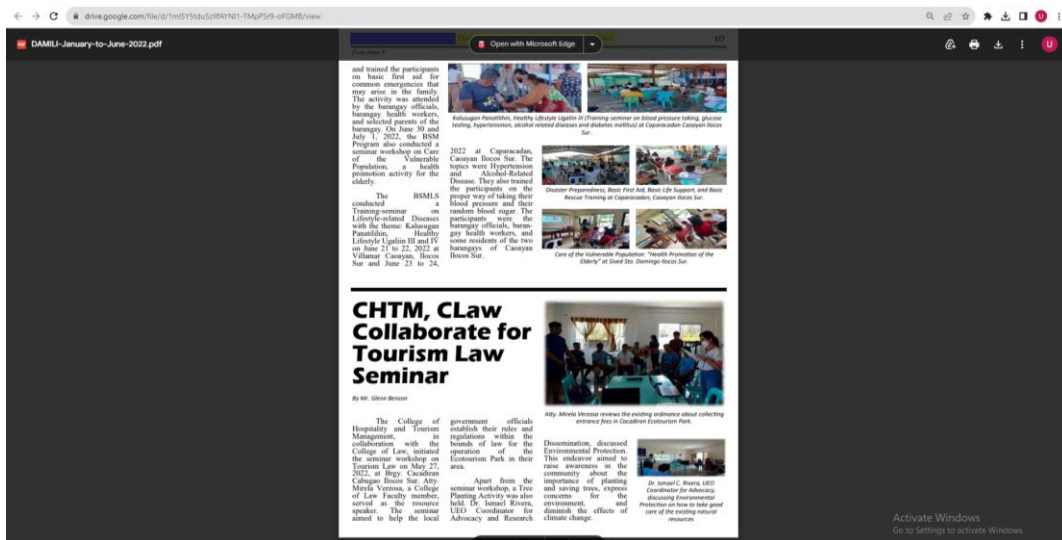 drive.google.com/file/d/1mI5Y5tduSzlIfAYNI1-TMpPSr9-oFGMB/view
DAMILI-January-to-June-2022.pdf
Open with Microsoft Edge
10
and trained the participants
on basic first aid for
common emergencies that
may arise in the family.
The activity was attended
by the barangay officials,
barangay health workers,
and selected parents of the
barangay. On June 30 and
July 1, 2022, the BSM
Program also conducted a
seminar workshop on Care
of the Vulnerable
Population, a health
promotion activity for the
elderly.
The BSMLS
conducted a
Training-seminar on
Lifestyle-related Diseases
with the theme: Kalusugan
Panatilihin, Healthy
Lifestyle Ugaliin III and IV
on June 21 to 22, 2022 at
Villamar Caoayan, Ilocos
Sur and June 23 to 24,
Kalusugan Panatilihin, Healthy Lifestyle Ugaliin III (Training-seminar on blood pressure taking, glucose
testing, hypertensinon, alcohol related diseases and diabetes mellitus) at Caparacadan Caoayan Ilocos
Sur .
2022 at Caparacadan,
Caoayan Ilocos Sur. The
topics were Hypertension
and Alcohol-Related
Disease. They also trained
the participants on the
proper way of taking their
blood pressure and their
random blood sugar. The
participants were the
barangay officials, baran-
gay health workers, and
some residents of the two
barangays of Caoayan
Ilocos Sur.
Disaster Preparedness, Basic First Aid, Basic Life Support, and Basic
Rescue Training at Caparacadan, Caoayan Ilocos Sur.
Care of the Vulnerable Population: "Health Promotion of the
Elderly" at Sived Sto. Domingo Ilocos Sur.
CHTM, CLaw
Collaborate for
Tourism Law
Seminar
By Mr. Glenn Benzon
The College of
Hospitality and Tourism
Management, in
collaboration with the
College of Law, initiated
the seminar workshop on
Tourism Law on May 27,
2022, at Brgy. Cacadiran
Cabugao Ilocos Sur. Atty.
Mirela Verzosa, a College
of Law Faculty member,
served as the resource
speaker. The seminar
aimed to help the local
government officials
establish their rules and
regulations within the
bounds of law for the
operation of the
Ecotourism Park in their
area.
Apart from the
seminar workshop, a Tree
Planting Activity was also
held. Dr. Ismael Rivera,
UEO Coordinator for
Advocacy and Research
Atty. Mirela Verzosa reviews the existing ordinance about collecting
entrance fees in Cacadiran Ecotourism Park.
Dissemination, discussed
Environmental Protection.
This endeavor aimed to
raise awareness in the
community about the
importance of planting
and saving trees, express
concerns for the
environment, and
diminish the effects of
climate change.
Dr. Ismael C. Rivera, UEO
Coordinator for Advocacy,
discussing Environmental
Protection on how to take good
care of the existing natural
resources
Activate Windows
Go to Settings to activate Windows.